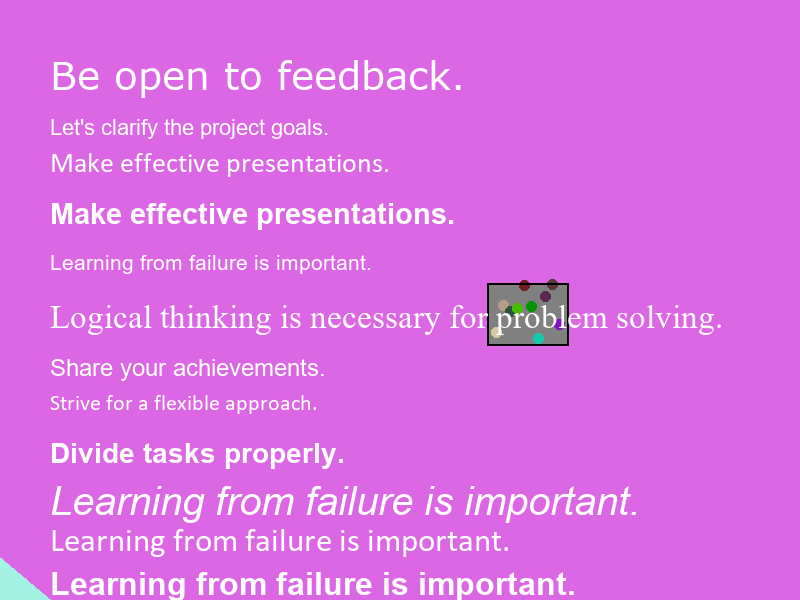 Be open to feedback.
Let's clarify the project goals.
Make effective presentations.
Make effective presentations.
Learning from failure is important.
Logical thinking is necessary for problem solving.
Share your achievements.
Strive for a flexible approach.
Divide tasks properly.
Learning from failure is important.
Learning from failure is important.
Learning from failure is important.